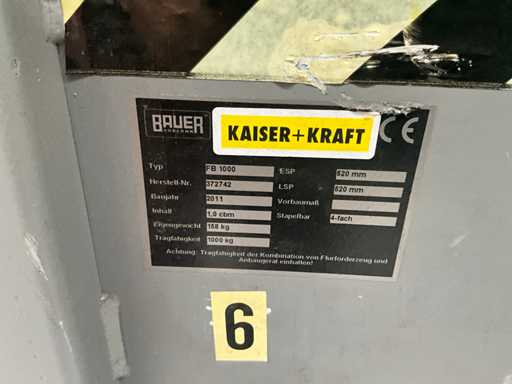 BAUER
KAISER+KRAFT
CE
Typ FB 1000 ESP 520 mm
Herstell-Nr. 372742 LSP 520 mm
Baujahr 2011 Vorbaumaß
Inhalt 1,0 cbm Stapelbar 4-fach
Eigengewicht 158 kg
Tragfähigkeit 1000 kg
Achtung: Tragfähigkeit der Kombination von Flurförderzeug und
Anbaugerät einhalten!
6